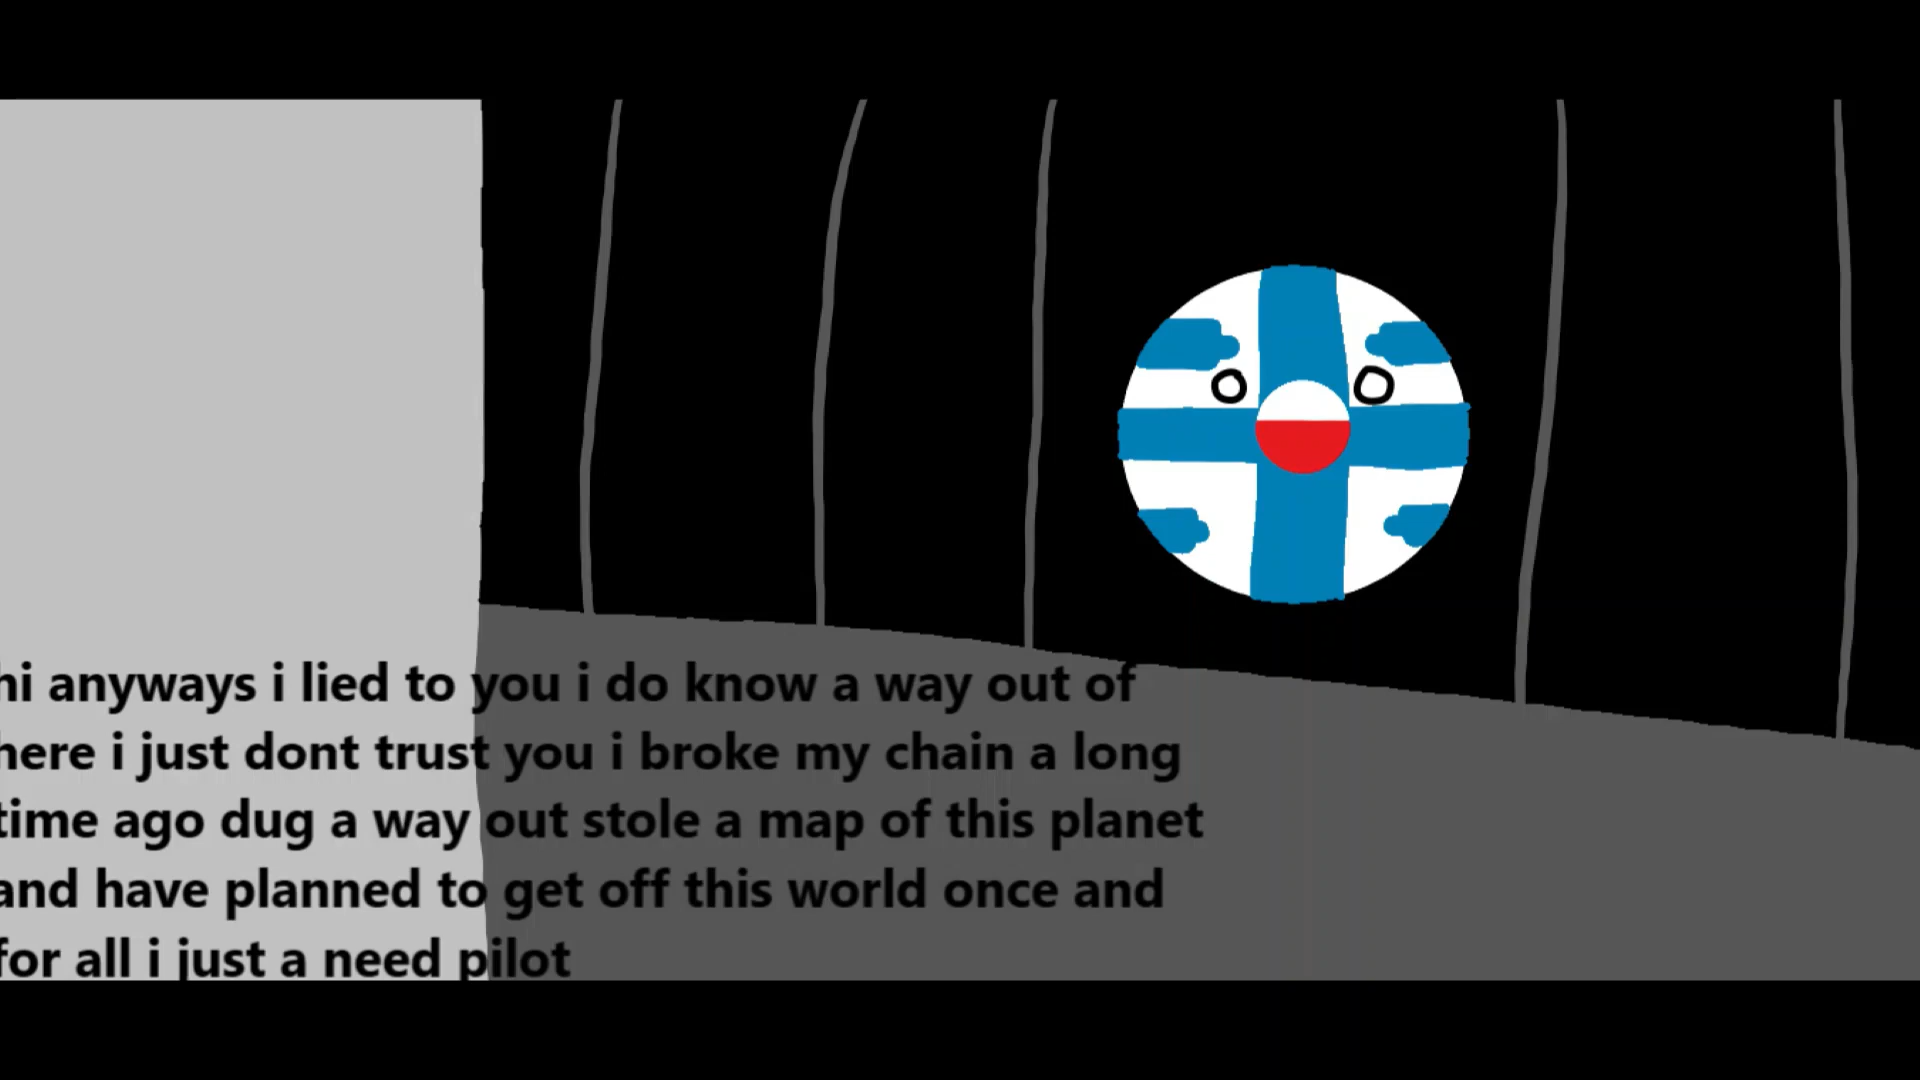 hi anyways i lied to you i do know a way out of
here i just dont trust you i broke my chain a long
time ago dug a way out stole a map of this planet
and have planned to get off this world once and
for all i just a need pilot